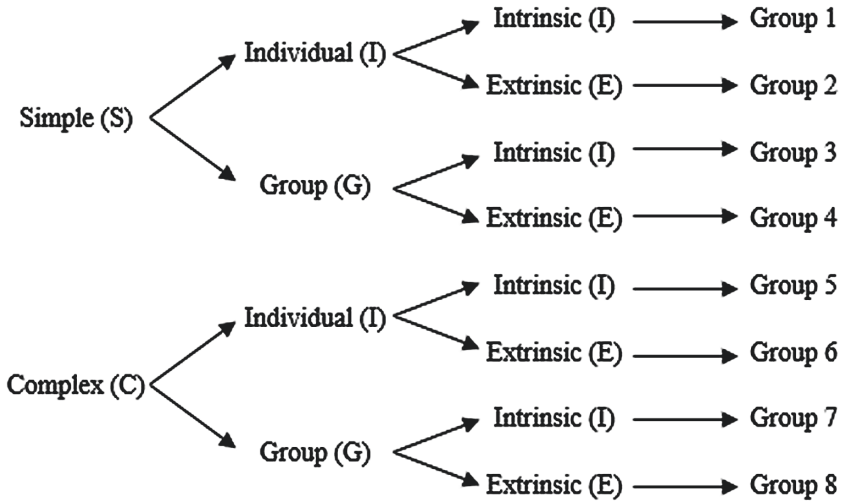 Intrinsic (I) Group 1
Individual (I)
Extrinsic (E) Group 2
Simple (S)
Intrinsic (I) Group 3
Group (G)
Extrinsic (E) Group 4
Intrinsic (I) Group 5
Individual (I)
Extrinsic (E) Group 6
Complex (C)
Intrinsic (I) Group 7
Group (G)
Extrinsic (E) Group 8